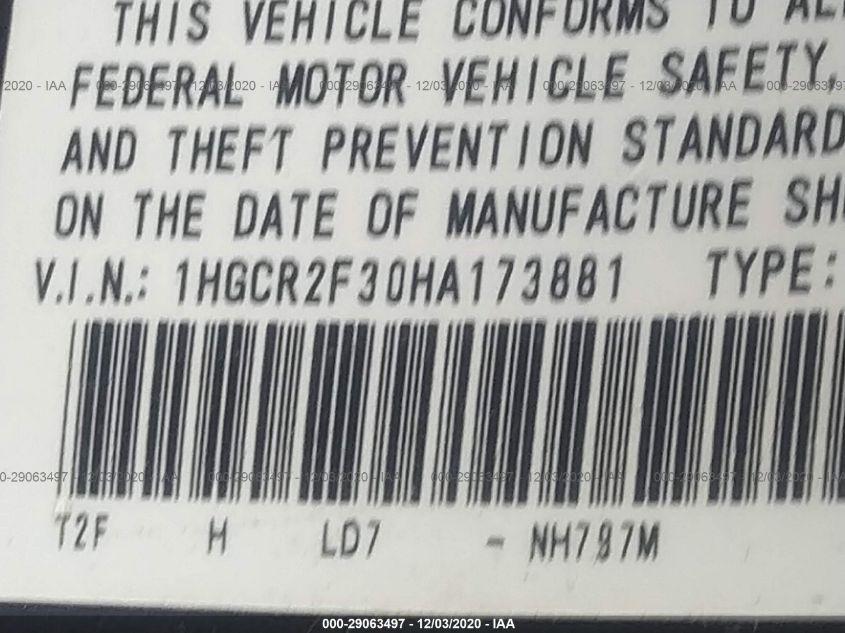 THIS VEHICLE CONFORMS TO
FEDERAL MOTOR VEHICLE SAFETY,
AND THEFT PREVENTION STANDARD
ON THE DATE OF MANUFACTURE
V.I.N.: 1HGCR2F30HA173881 TYPE:
T2F H LD7 - NH797M
000-29063497 - 12/03/2020 - IAA